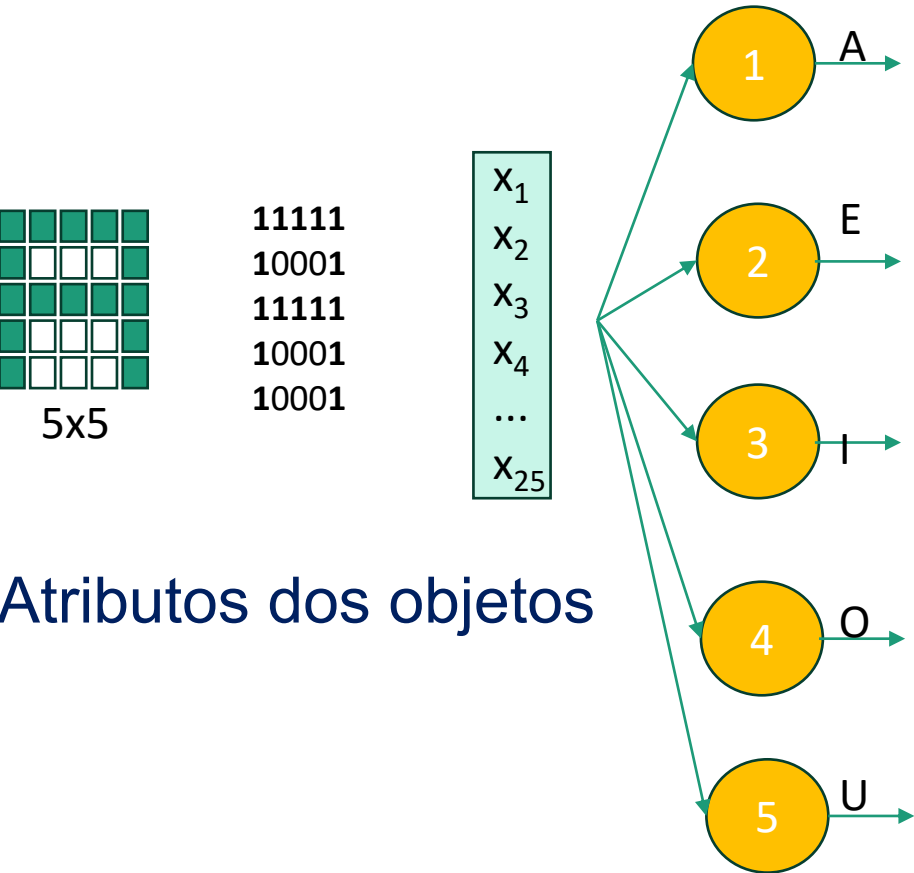 11111
10001
11111
10001
10001
5x5
x₁
x₂
x₃
x₄
...
x₂₅
Atributos dos objetos
1 A
2 E
3 I
4 O
5 U